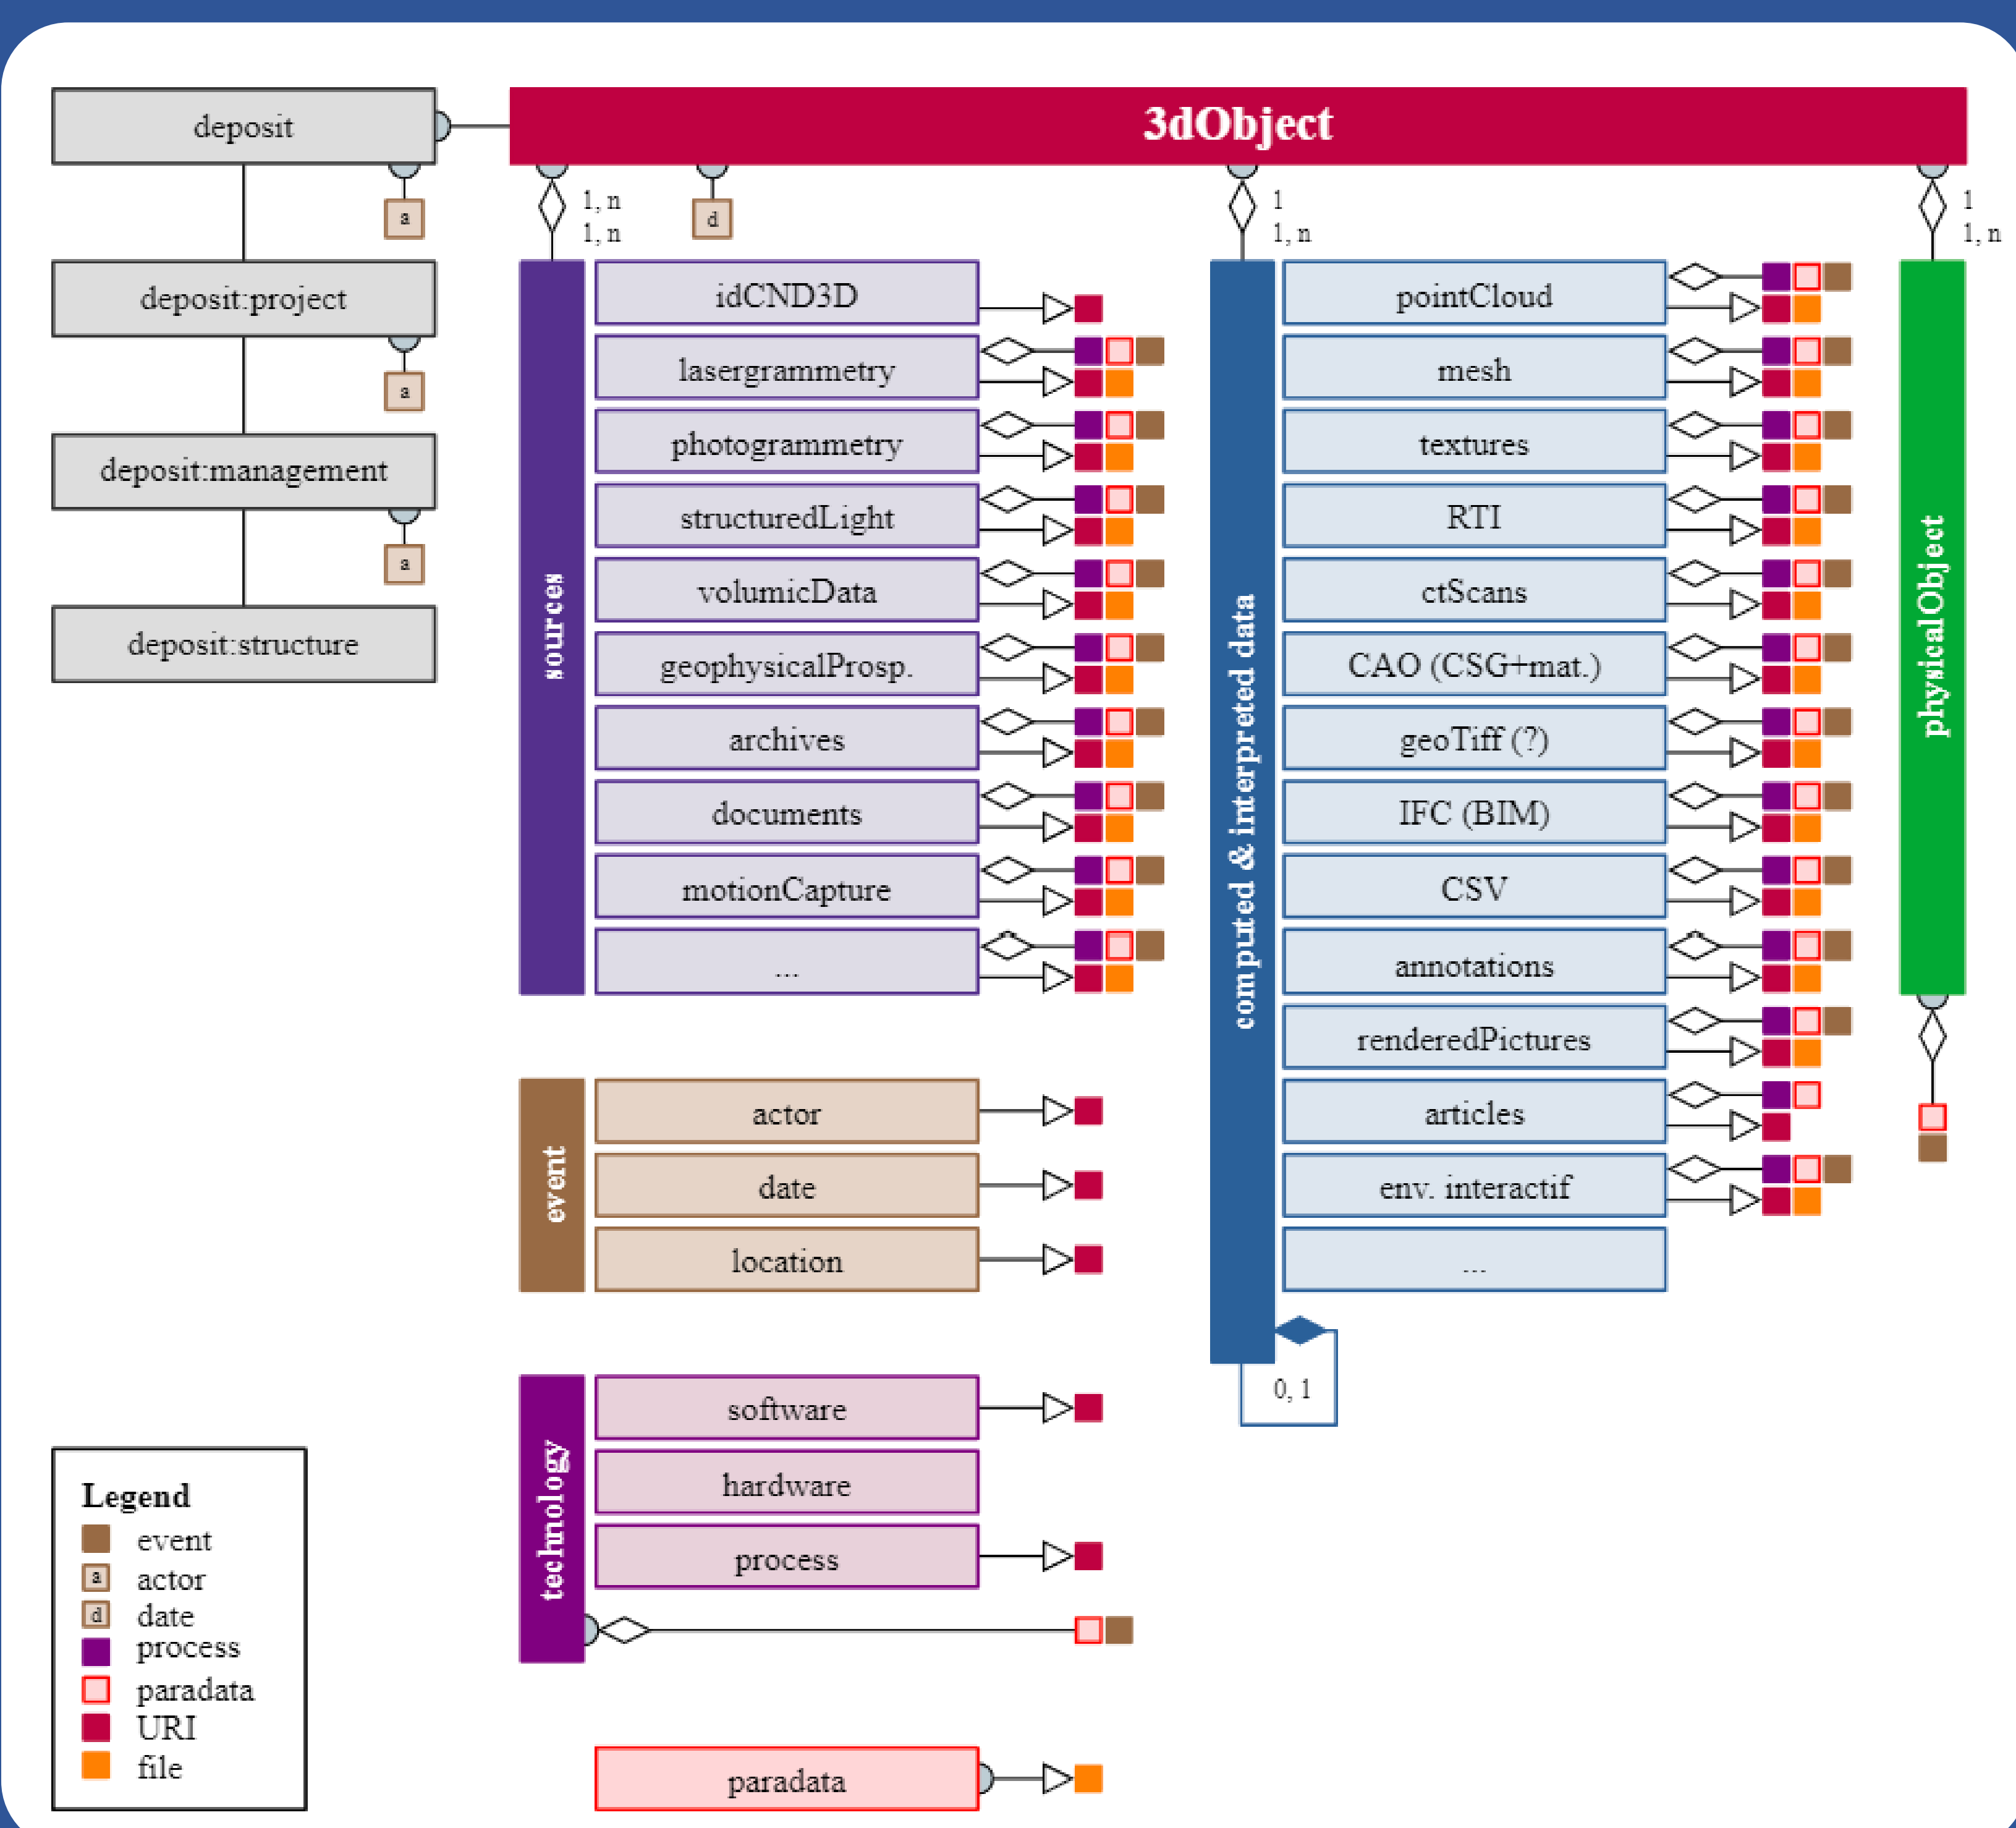 deposit
3dObject
a
1, n
1, n
d
1
1, n
1
1, n
deposit:project
a
deposit:management
a
deposit:structure
sources
idCND3D
lasergrammetry
photogrammetry
structuredLight
volumicData
geophysicalProsp.
archives
documents
motionCapture
...
computed & interpreted data
pointCloud
mesh
textures
RTI
ctScans
CAO (CSG+mat.)
geoTiff (?)
IFC (BIM)
CSV
annotations
renderedPictures
articles
env. interactif
...
0, 1
physicalObject
event
actor
date
location
technology
software
hardware
process
paradata
Legend
event
a actor
d date
process
paradata
URI
file